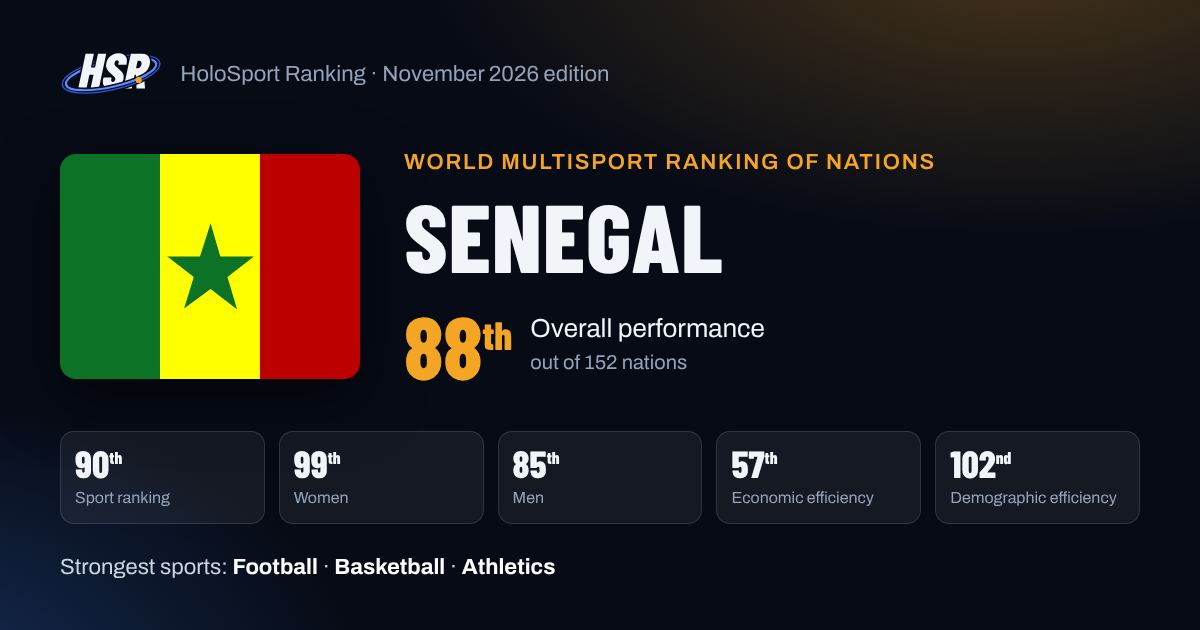 HSR HoloSport Ranking · November 2026 edition
WORLD MULTISPORT RANKING OF NATIONS
SENEGAL
88th Overall performance
out of 152 nations
90th 99th 85th 57th 102nd
Sport ranking Women Men Economic efficiency Demographic efficiency
Strongest sports: Football · Basketball · Athletics